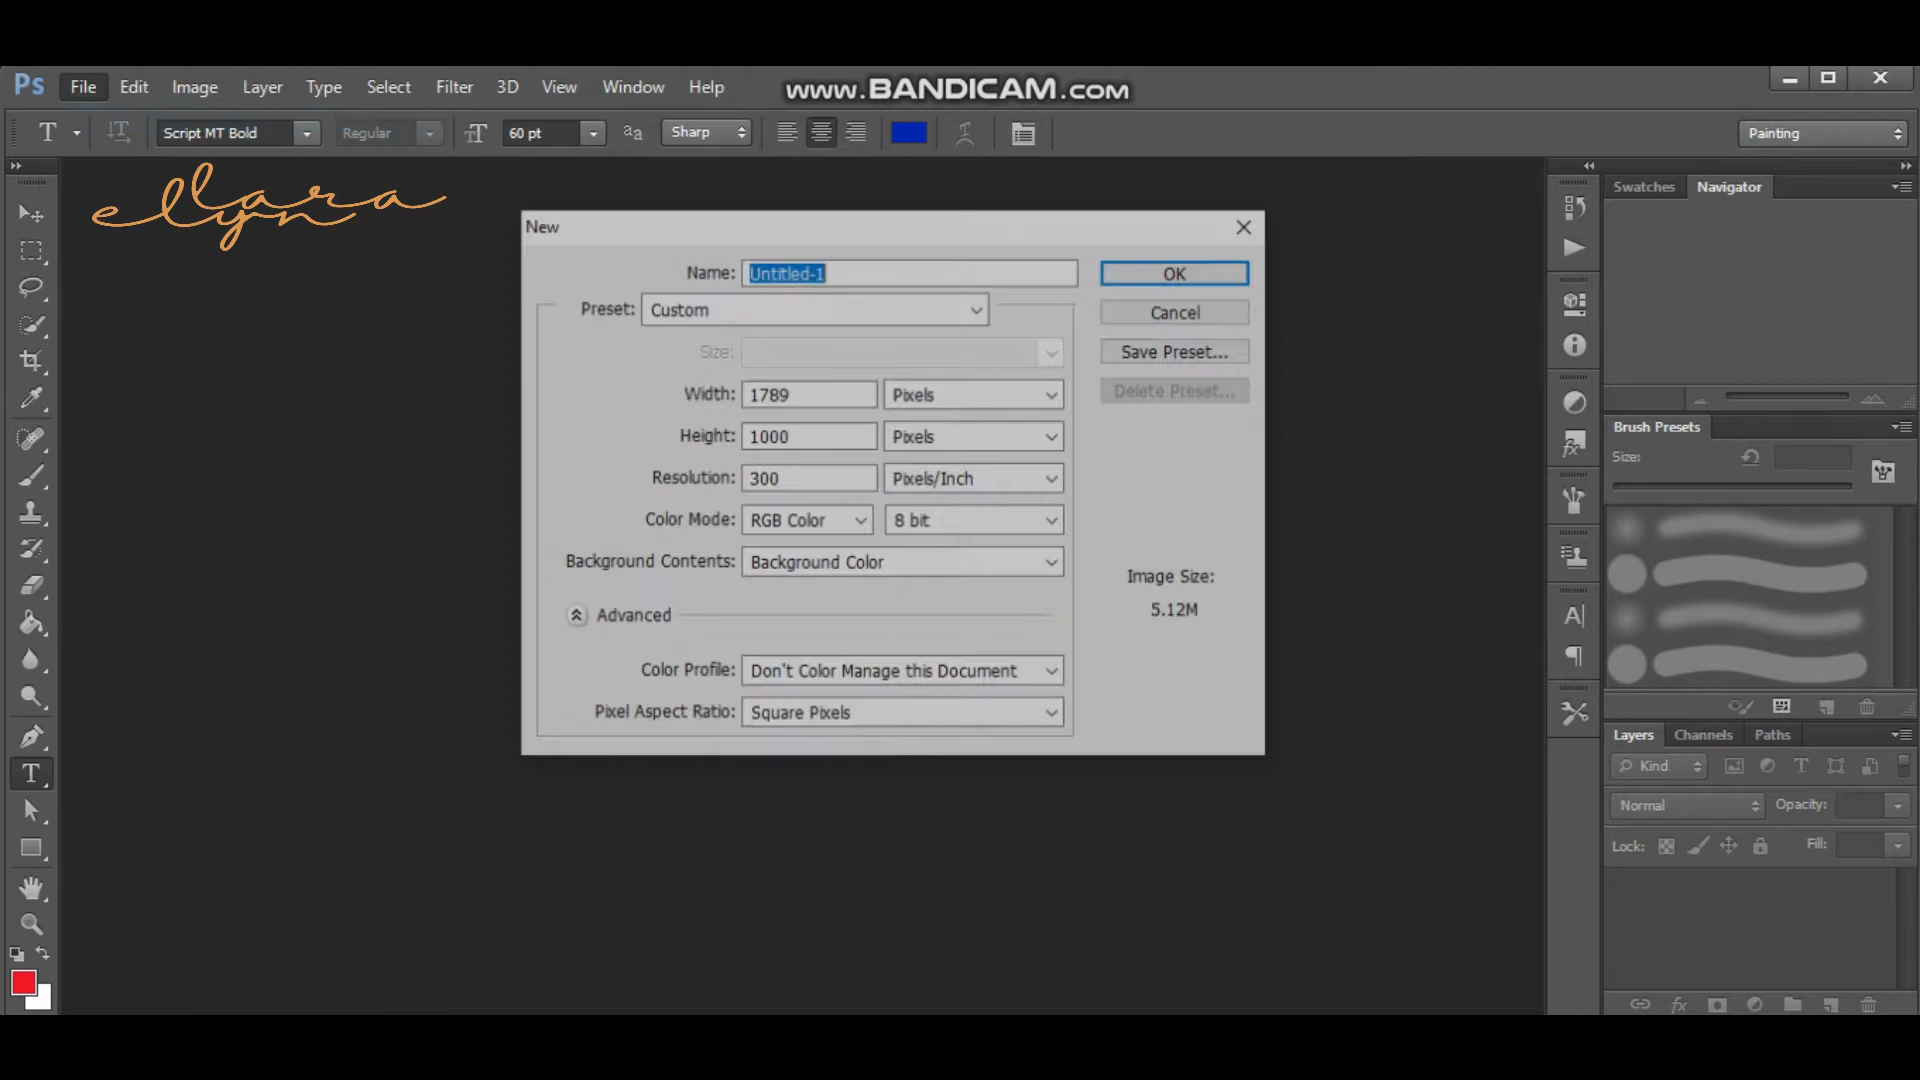 Ps File Edit Image Layer Type Select Filter 3D View Window Help www.BANDICAM.com
T Script MT Bold Regular 60 pt aa Sharp Painting
elyn lara
Swatches Navigator
New
Name: Untitled-1 OK
Preset: Custom Cancel
Size: Save Preset...
Width: 1789 Pixels Delete Preset...
Height: 1000 Pixels
Resolution: 300 Pixels/Inch
Color Mode: RGB Color 8 bit
Background Contents: Background Color
Image Size:
5.12M
Advanced
Color Profile: Don't Color Manage this Document
Pixel Aspect Ratio: Square Pixels
Brush Presets
Size:
Layers Channels Paths
Kind
Normal Opacity:
Lock: Fill: